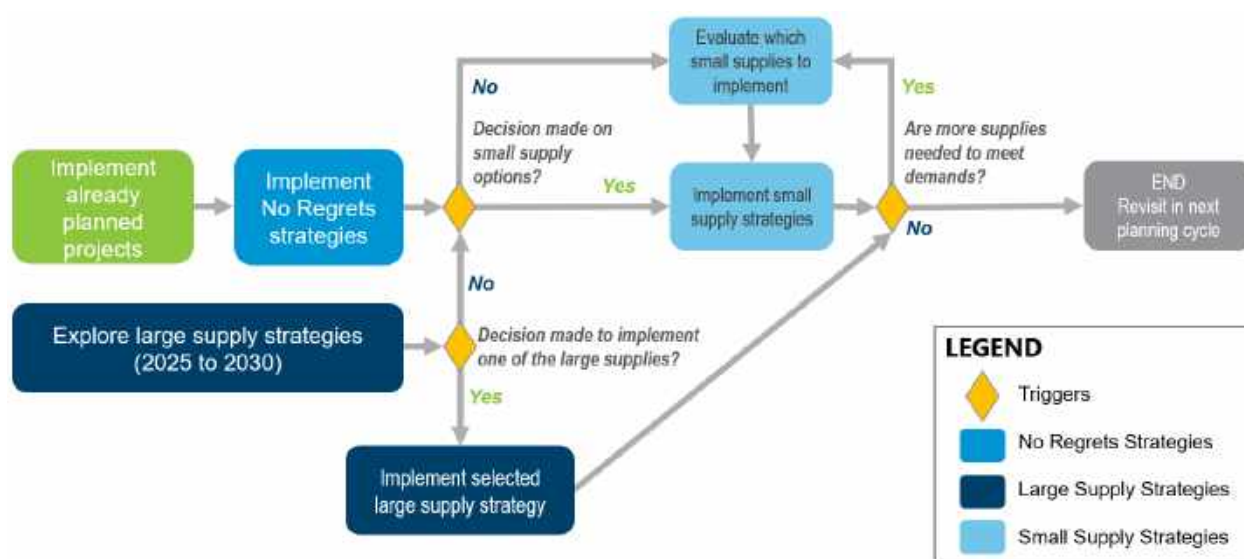 Evaluate which
small supplies to
implement
No
Yes
Decision made on
small supply
options?
Are more supplies
needed to meet
demands?
Implement
already
planned
projects
Implement
No Regrets
strategies
Yes
Implement small
supply strategies
No
END
Revisit in next
planning cycle
No
Explore large supply strategies
(2025 to 2030)
Decision made to implement
one of the large supplies?
Yes
Implement selected
large supply strategy
LEGEND
Triggers
No Regrets Strategies
Large Supply Strategies
Small Supply Strategies